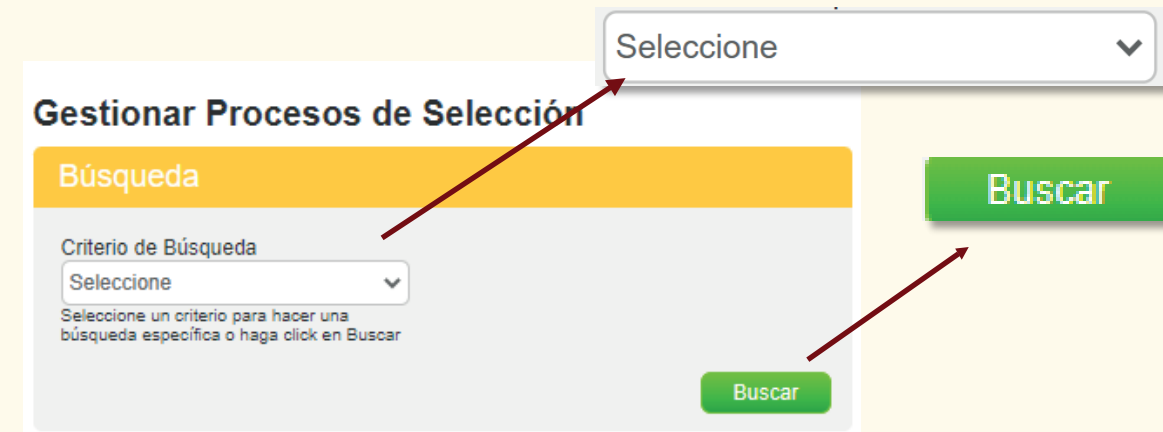 Seleccione
Gestionar Procesos de Selección
Búsqueda
Buscar
Criterio de Búsqueda
Seleccione
Seleccione un criterio para hacer una
búsqueda específica o haga click en Buscar
Buscar